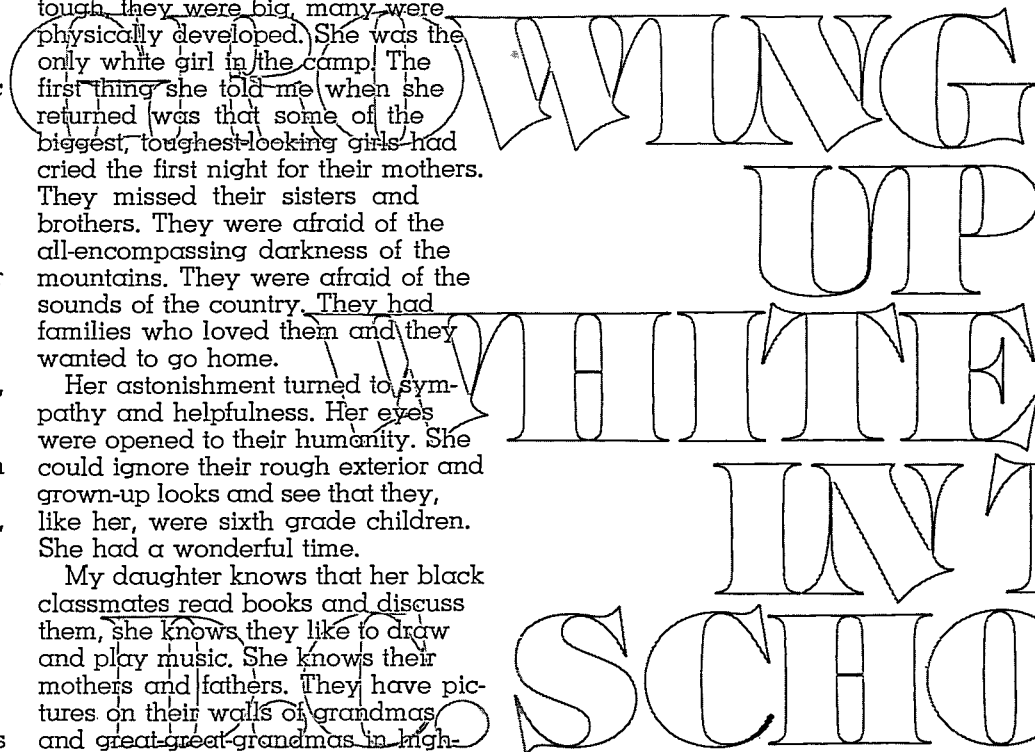 tough, they were big, many were
physically developed. She was the
only white girl in the camp. The
first thing she told me when she
returned was that some of the
biggest, toughest-looking girls had
cried the first night for their mothers.
They missed their sisters and
brothers. They were afraid of the
all-encompassing darkness of the
mountains. They were afraid of the
sounds of the country. They had
families who loved them and they
wanted to go home.
Her astonishment turned to sym-
pathy and helpfulness. Her eyes
were opened to their humanity. She
could ignore their rough exterior and
grown-up looks and see that they,
like her, were sixth grade children.
She had a wonderful time.
My daughter knows that her black
classmates read books and discuss
them, she knows they like to draw
and play music. She knows their
mothers and fathers. They have pic-
tures on their walls of grandmas
and great-great-grandmas in high-
GROWING
UP
WHITE
IN T
D.C. SCHO